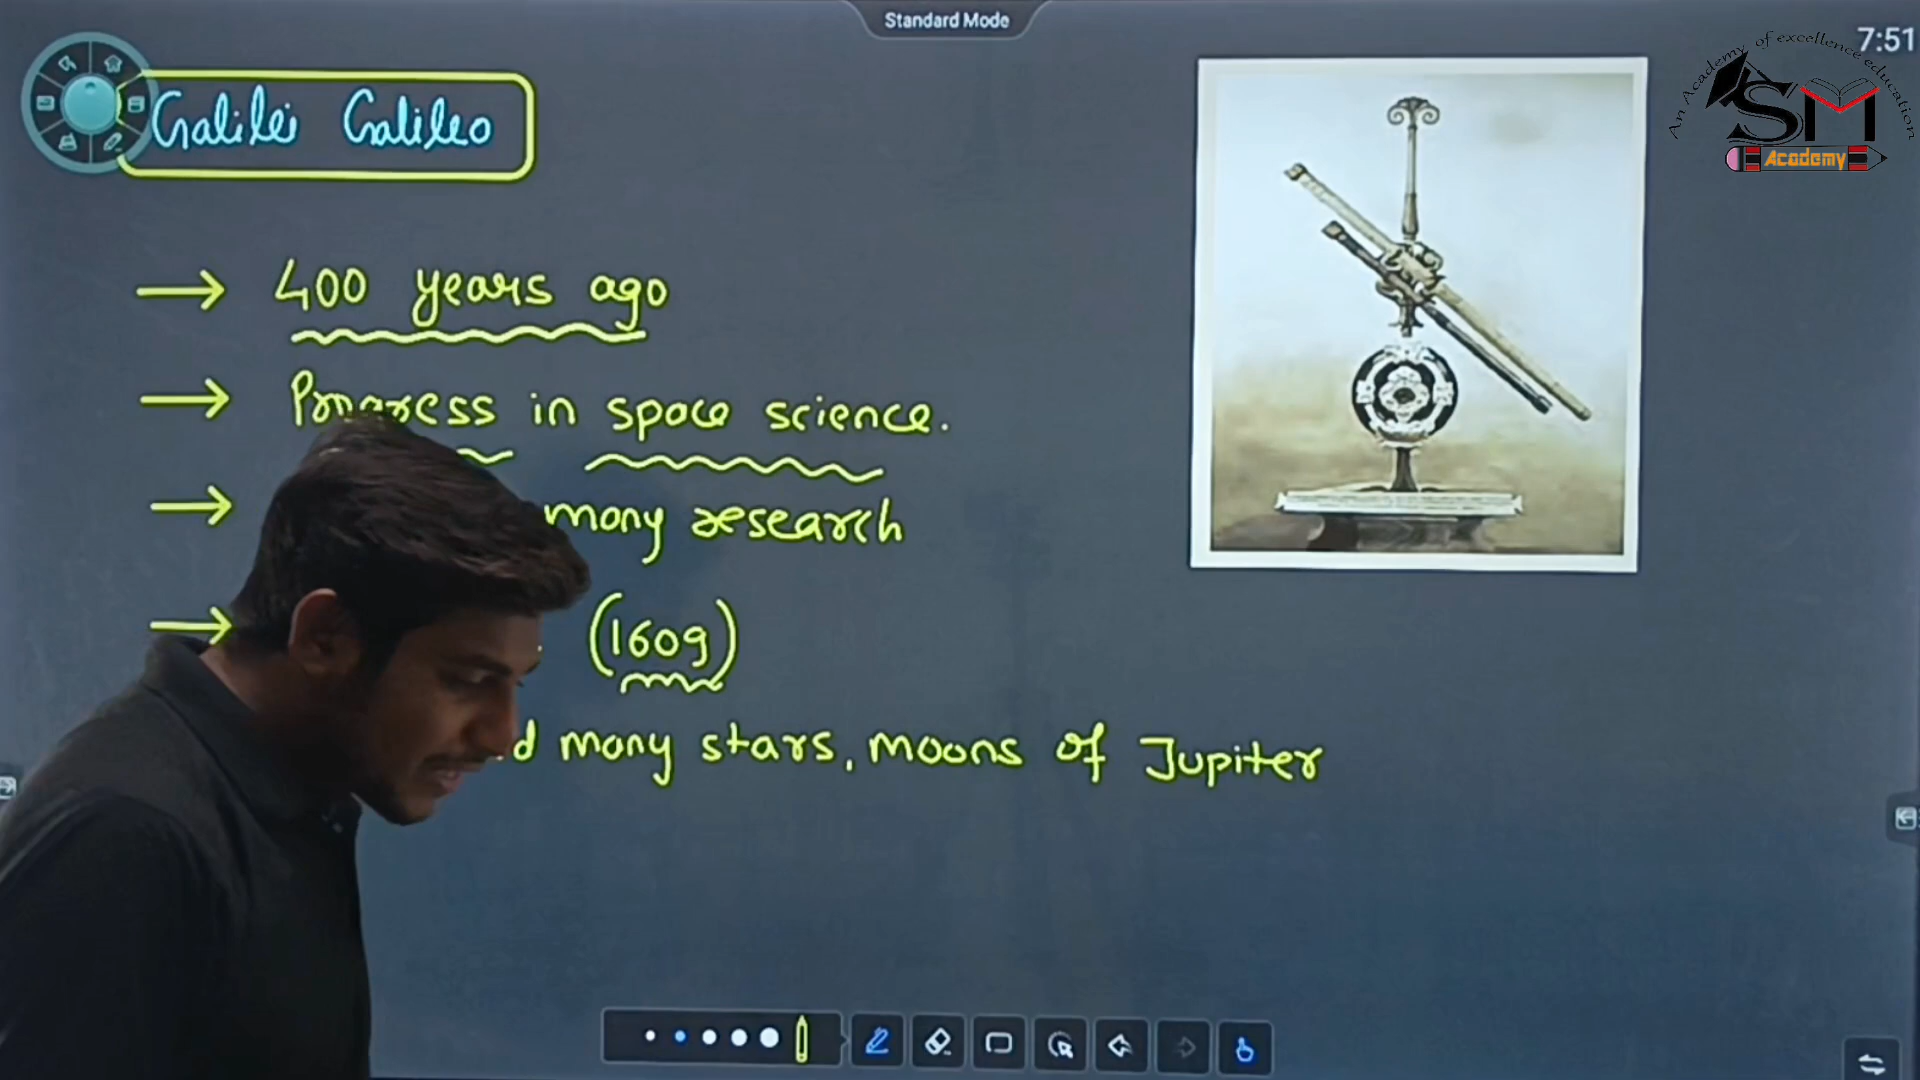 Standard Mode
7:51
An Academy of excellence education
SM
Academy
Galilei Galileo
→ 400 years ago
→ Progress in space science.
→ many research
→ (1609)
many stars, moons of Jupiter